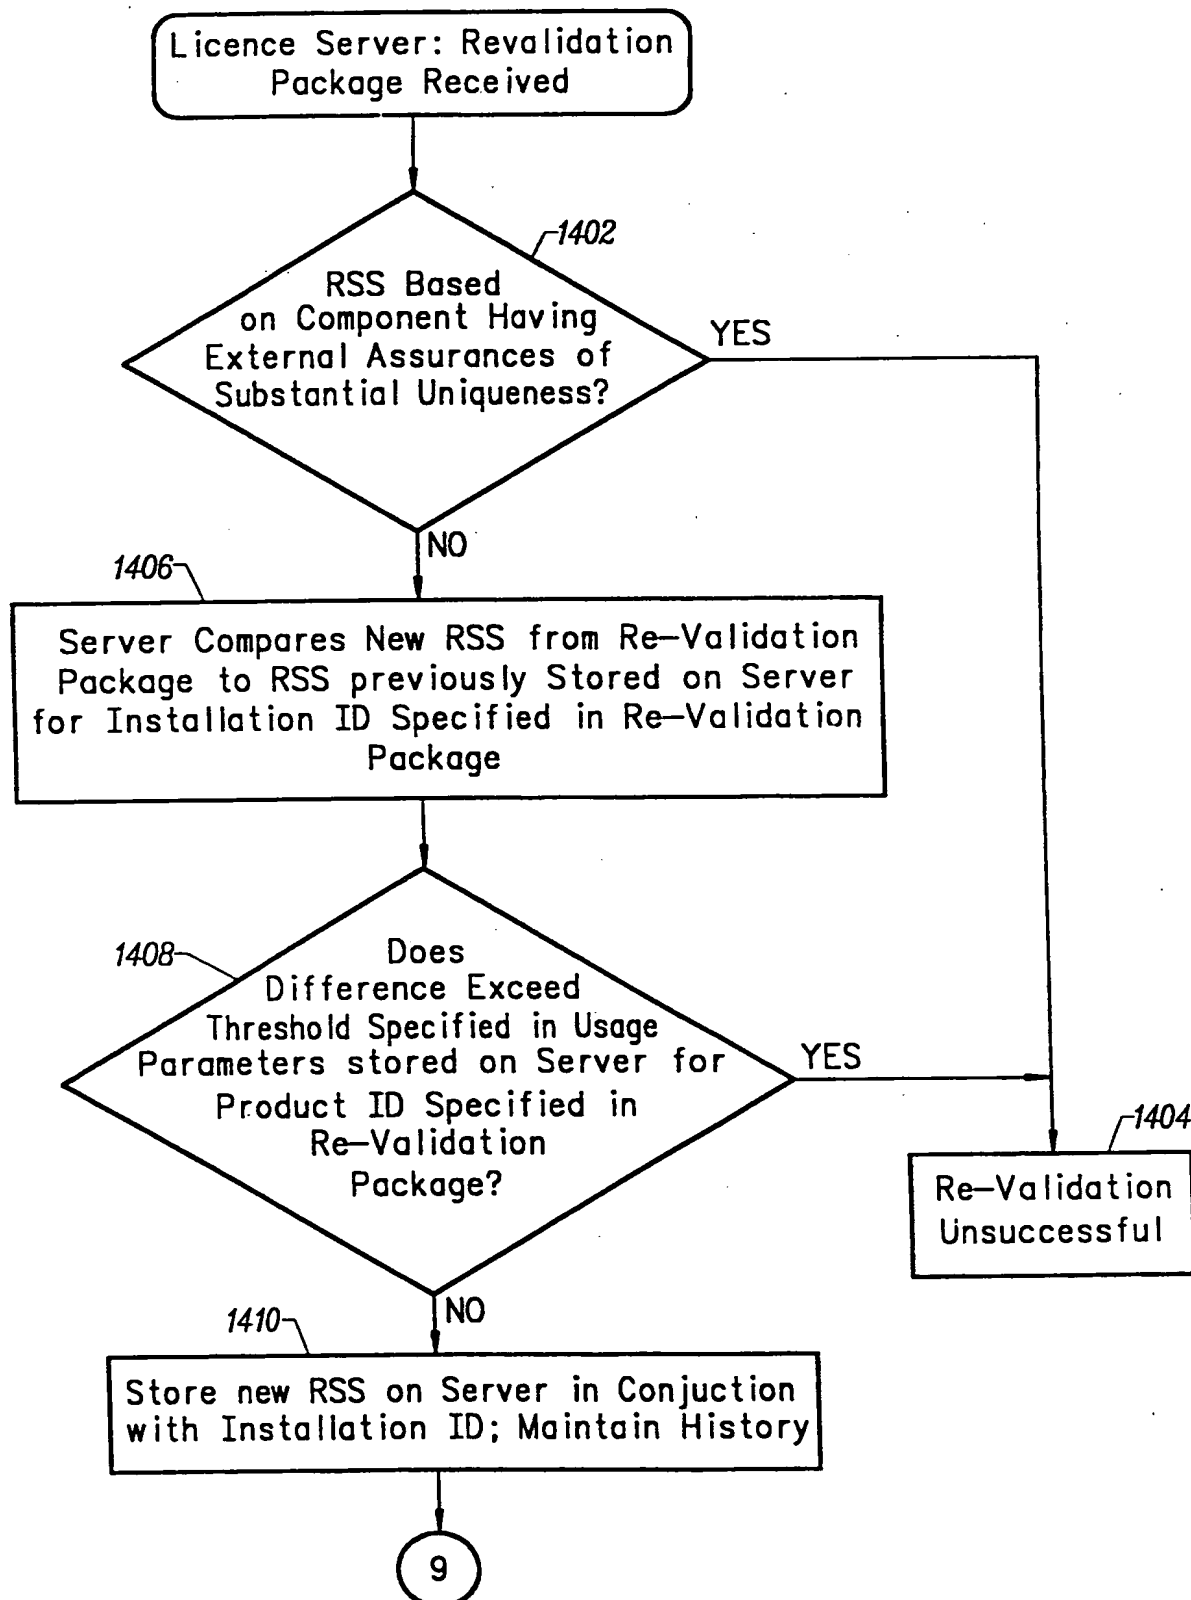 Licence Server: Revalidation
Package Received
1402
RSS Based
on Component Having
External Assurances of
Substantial Uniqueness?
YES
NO
1406
Server Compares New RSS from Re-Validation
Package to RSS previously Stored on Server
for Installation ID Specified in Re-Validation
Package
1408
Does
Difference Exceed
Threshold Specified in Usage
Parameters stored on Server for
Product ID Specified in
Re-Validation
Package?
YES
1404
Re-Validation
Unsuccessful
NO
1410
Store new RSS on Server in Conjuction
with Installation ID; Maintain History
9